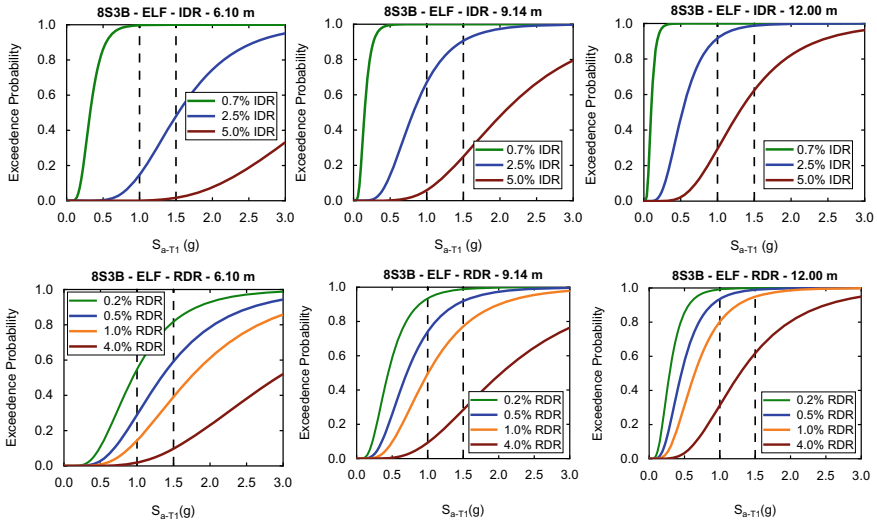 8S3B - ELF - IDR - 6.10 m
Exceedence Probability
1.0
0.8
0.6
0.4
0.2
0.0
0.7% IDR
2.5% IDR
5.0% IDR
0.0 0.5 1.0 1.5 2.0 2.5 3.0
Sa-T1 (g)
8S3B - ELF - IDR - 9.14 m
Exceedence Probability
1.0
0.8
0.6
0.4
0.2
0.0
0.7% IDR
2.5% IDR
5.0% IDR
0.0 0.5 1.0 1.5 2.0 2.5 3.0
Sa-T1 (g)
8S3B - ELF - IDR - 12.00 m
Exceedence Probability
1.0
0.8
0.6
0.4
0.2
0.0
0.7% IDR
2.5% IDR
5.0% IDR
0.0 0.5 1.0 1.5 2.0 2.5 3.0
Sa-T1 (g)
8S3B - ELF - RDR - 6.10 m
Exceedence Probability
1.0
0.8
0.6
0.4
0.2
0.0
0.2% RDR
0.5% RDR
1.0% RDR
4.0% RDR
0.0 0.5 1.0 1.5 2.0 2.5 3.0
Sa-T1(g)
8S3B - ELF - RDR - 9.14 m
Exceedence Probability
1.0
0.8
0.6
0.4
0.2
0.0
0.2% RDR
0.5% RDR
1.0% RDR
4.0% RDR
0.0 0.5 1.0 1.5 2.0 2.5 3.0
Sa-T1(g)
8S3B - ELF - RDR - 12.00 m
Exceedence Probability
1.0
0.8
0.6
0.4
0.2
0.0
0.2% RDR
0.5% RDR
1.0% RDR
4.0% RDR
0.0 0.5 1.0 1.5 2.0 2.5 3.0
Sa-T1(g)